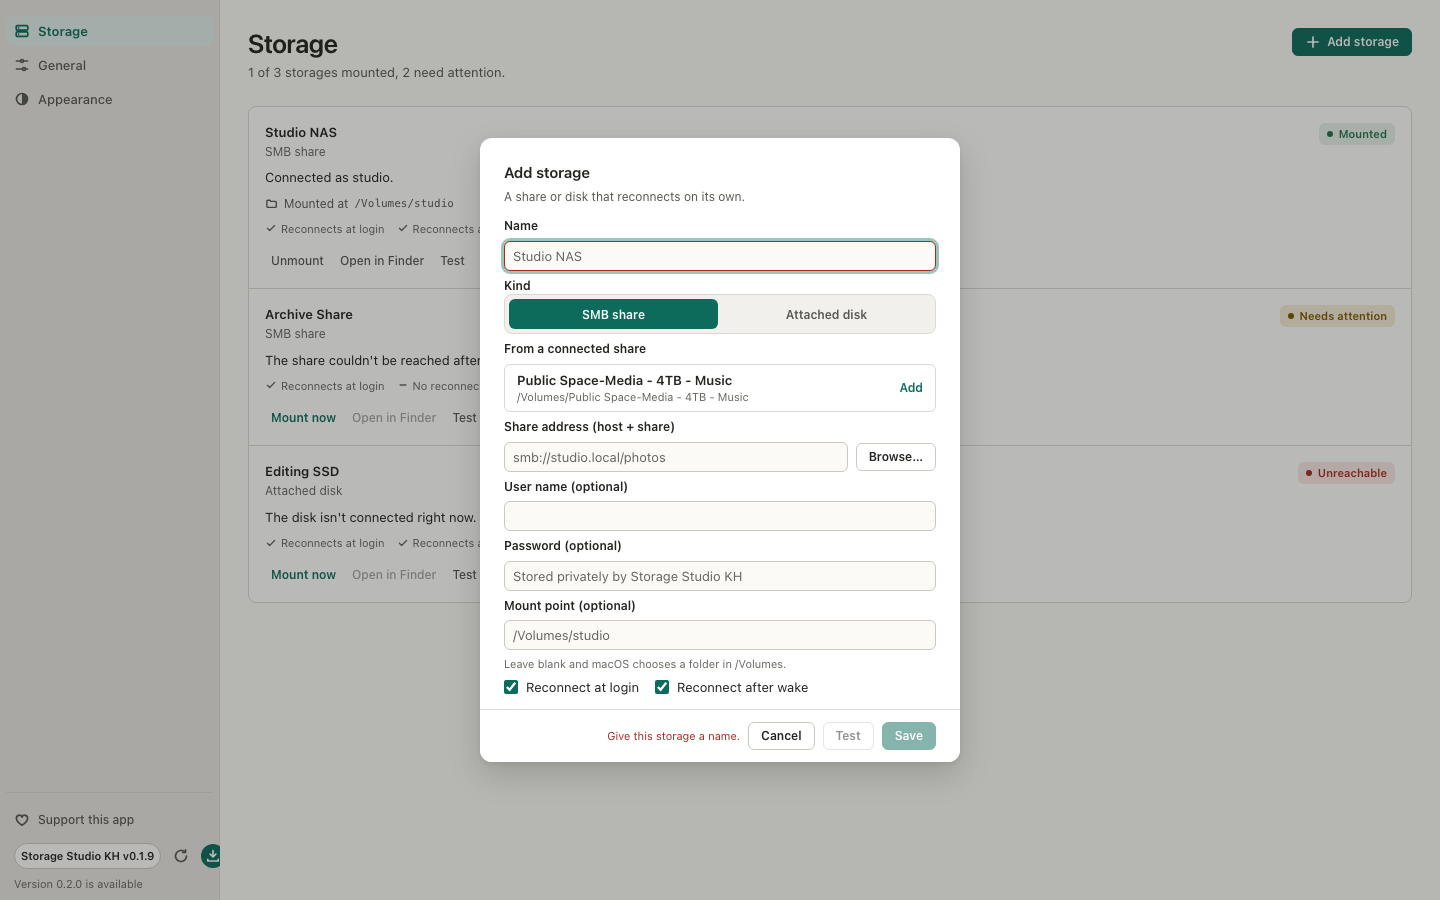 Storage
General
Appearance
Support this app
Storage Studio KH v0.1.9
Version 0.2.0 is available
Storage
1 of 3 storages mounted, 2 need attention.
Add storage
Studio NAS
SMB share
Connected as studio.
Mounted at /Volumes/studio
Reconnects at login Reconnects
Unmount Open in Finder Test
Mounted
Archive Share
SMB share
The share couldn't be reached after
Reconnects at login No reconnec
Mount now Open in Finder Test
Needs attention
Editing SSD
Attached disk
The disk isn't connected right now.
Reconnects at login Reconnects
Mount now Open in Finder Test
Unreachable
Add storage
A share or disk that reconnects on its own.
Name
Studio NAS
Kind
SMB share Attached disk
From a connected share
Public Space-Media - 4TB - Music
/Volumes/Public Space-Media - 4TB - Music
Add
Share address (host + share)
smb://studio.local/photos Browse...
User name (optional)
Password (optional)
Stored privately by Storage Studio KH
Mount point (optional)
/Volumes/studio
Leave blank and macOS chooses a folder in /Volumes.
Reconnect at login Reconnect after wake
Give this storage a name. Cancel Test Save